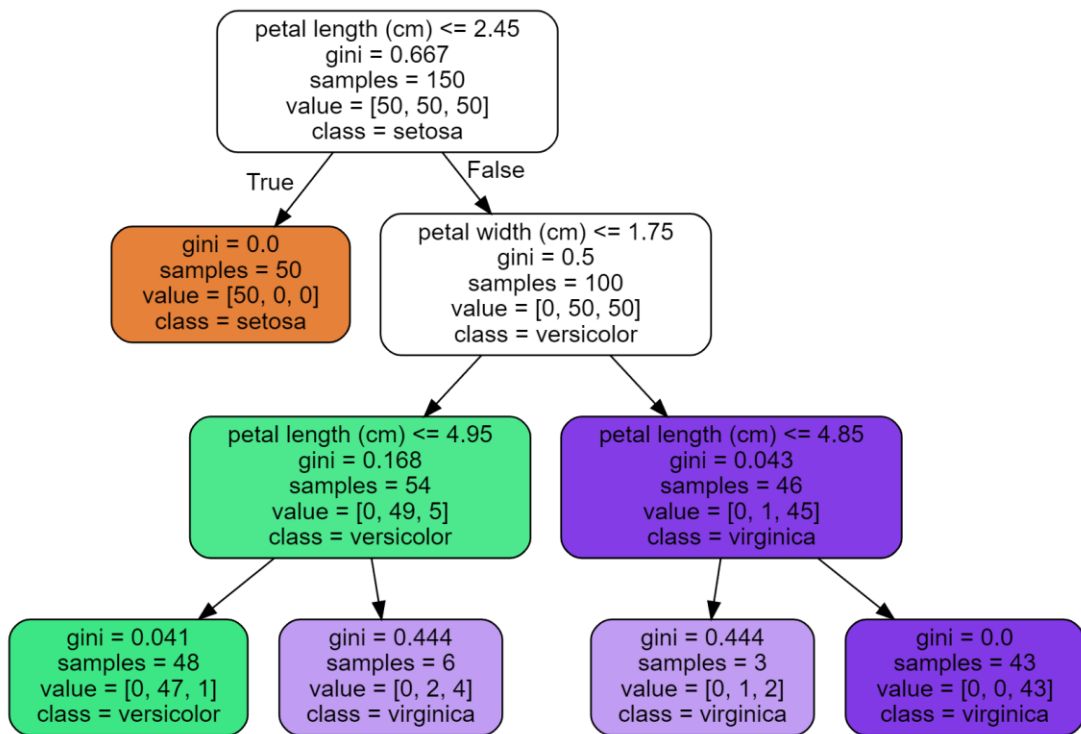 petal length (cm) <= 2.45
gini = 0.667
samples = 150
value = [50, 50, 50]
class = setosa
True
False
gini = 0.0
samples = 50
value = [50, 0, 0]
class = setosa
petal width (cm) <= 1.75
gini = 0.5
samples = 100
value = [0, 50, 50]
class = versicolor
petal length (cm) <= 4.95
gini = 0.168
samples = 54
value = [0, 49, 5]
class = versicolor
petal length (cm) <= 4.85
gini = 0.043
samples = 46
value = [0, 1, 45]
class = virginica
gini = 0.041
samples = 48
value = [0, 47, 1]
class = versicolor
gini = 0.444
samples = 6
value = [0, 2, 4]
class = virginica
gini = 0.444
samples = 3
value = [0, 1, 2]
class = virginica
gini = 0.0
samples = 43
value = [0, 0, 43]
class = virginica